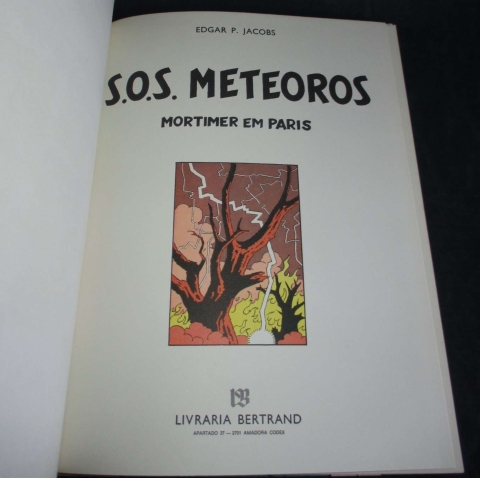 EDGAR P. JACOBS
S.O.S. METEOROS
MORTIMER EM PARIS
LIVRARIA BERTRAND
APARTADO 37 — 2701 AMADORA CODEX